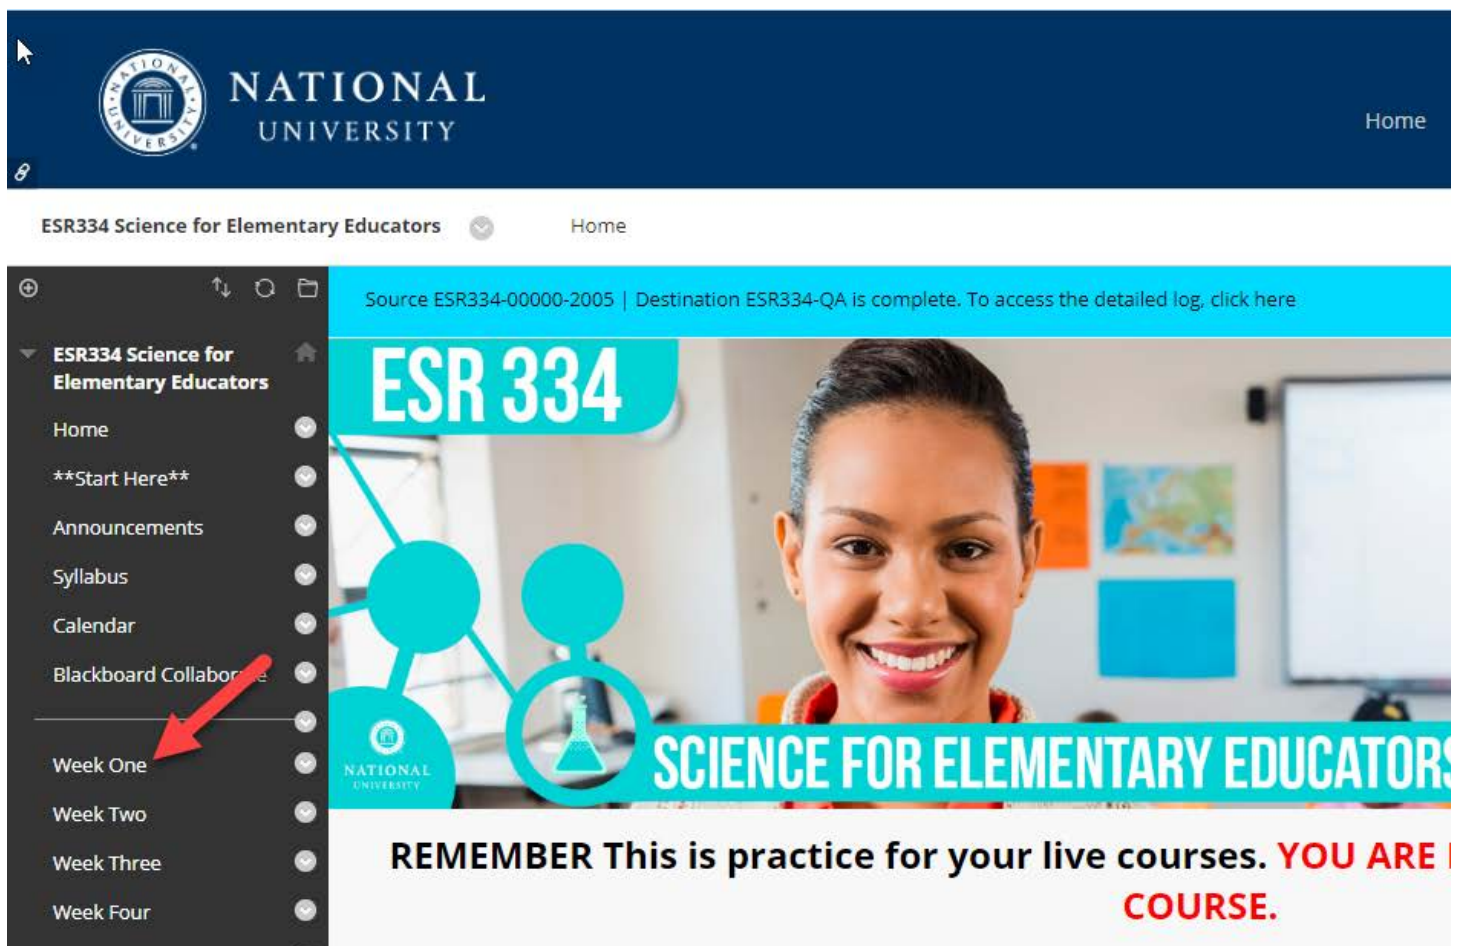 NATIONAL
UNIVERSITY
Home
ESR334 Science for Elementary Educators
Home
Source ESR334-00000-2005 | Destination ESR334-QA is complete. To access the detailed log, click here
ESR334 Science for
Elementary Educators
Home
**Start Here**
Announcements
Syllabus
Calendar
Blackboard
Week One
Week Two
Week Three
Week Four
ESR 334
NATIONAL
UNIVERSITY
SCIENCE FOR ELEMENTARY EDUCATORS
REMEMBER This is practice for your live courses. YOU ARE
COURSE.